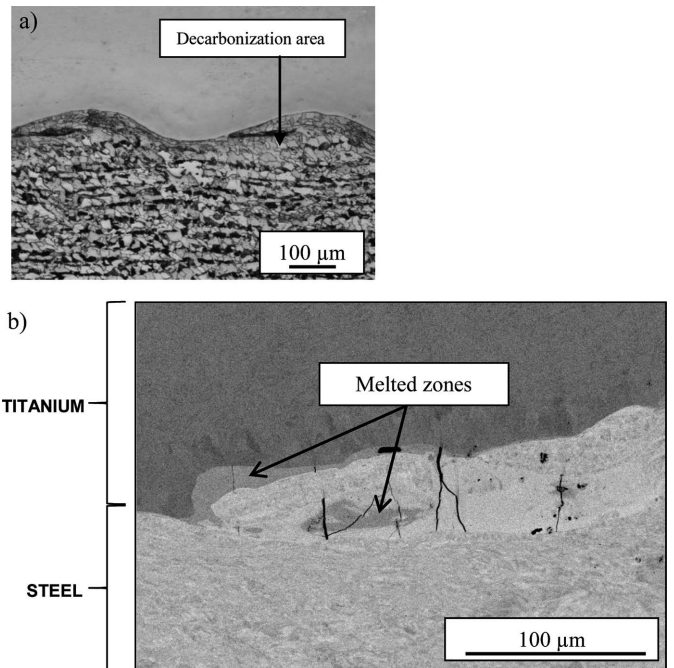 a)
Decarbonization area
100 µm
b)
Melted zones
TITANIUM
STEEL
100 µm